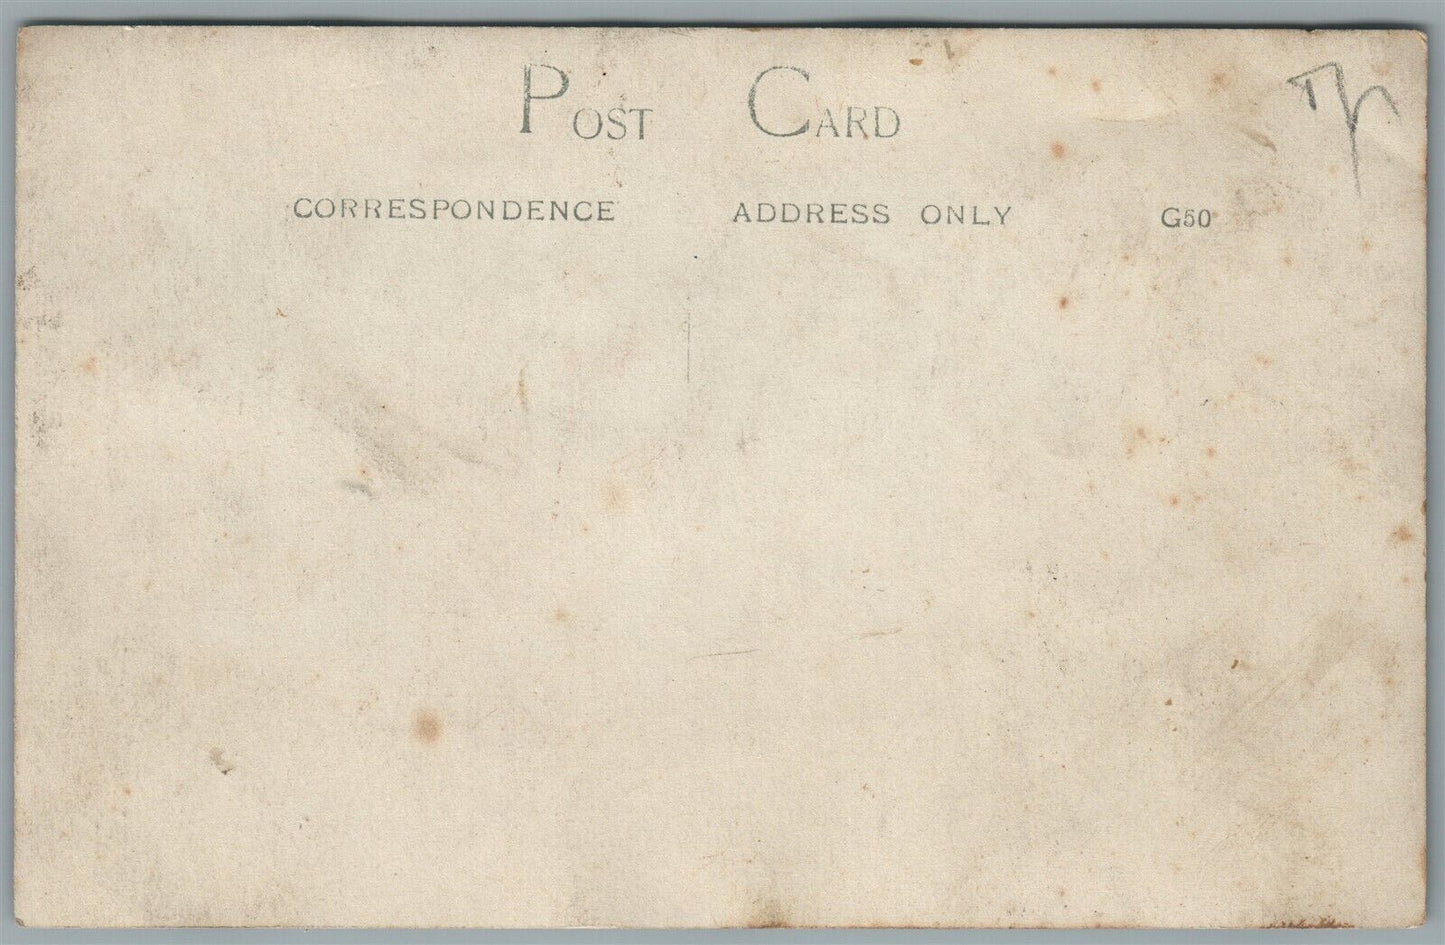 POST CARD
CORRESPONDENCE ADDRESS ONLY G50